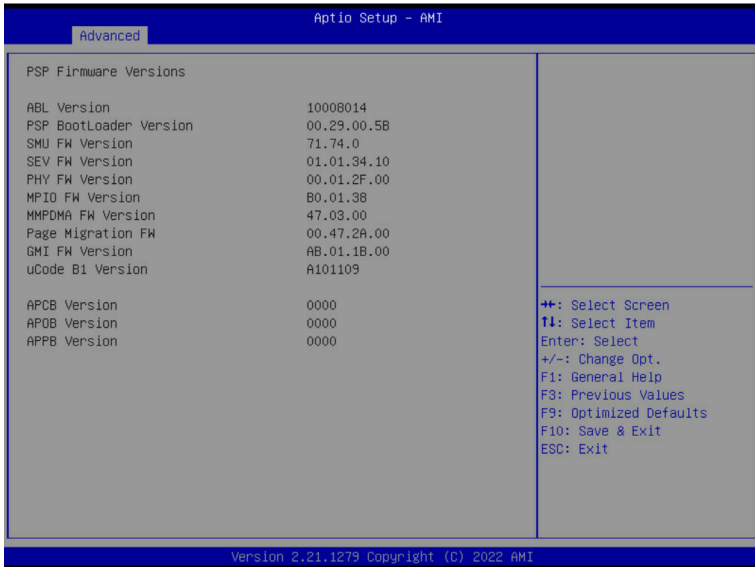 Aptio Setup – AMI
Advanced
PSP Firmware Versions
ABL Version 10008014
PSP BootLoader Version 00.29.00.5B
SMU FW Version 71.74.0
SEV FW Version 01.01.34.10
PHY FW Version 00.01.2F.00
MPIO FW Version B0.01.38
MMPDMA FW Version 47.03.00
Page Migration FW 00.47.2A.00
GMI FW Version AB.01.1B.00
uCode B1 Version A101109
APCB Version 0000
APOB Version 0000
APPB Version 0000
→←: Select Screen
↑↓: Select Item
Enter: Select
+/-: Change Opt.
F1: General Help
F3: Previous Values
F9: Optimized Defaults
F10: Save & Exit
ESC: Exit
Version 2.21.1279 Copyright (C) 2022 AMI